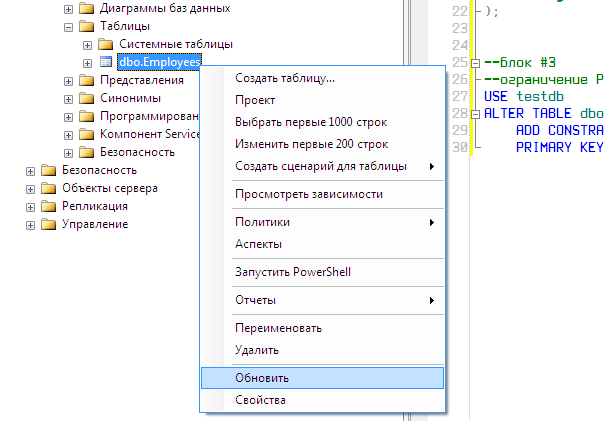 Диаграммы баз данных
Таблицы
Системные таблицы
dbo.Employees
Представления
Синонимы
Программирован
Компонент Service
Безопасность
Безопасность
Объекты сервера
Репликация
Управление
Создать таблицу...
Проект
Выбрать первые 1000 строк
Изменить первые 200 строк
Создать сценарий для таблицы
Просмотреть зависимости
Политики
Аспекты
Запустить PowerShell
Отчеты
Переименовать
Удалить
Обновить
Свойства
22 );
23
24
25 --блок #3
26 --ограничение P
27 USE testdb
28 ALTER TABLE dbo
29 ADD CONSTRA
30 PRIMARY KEY